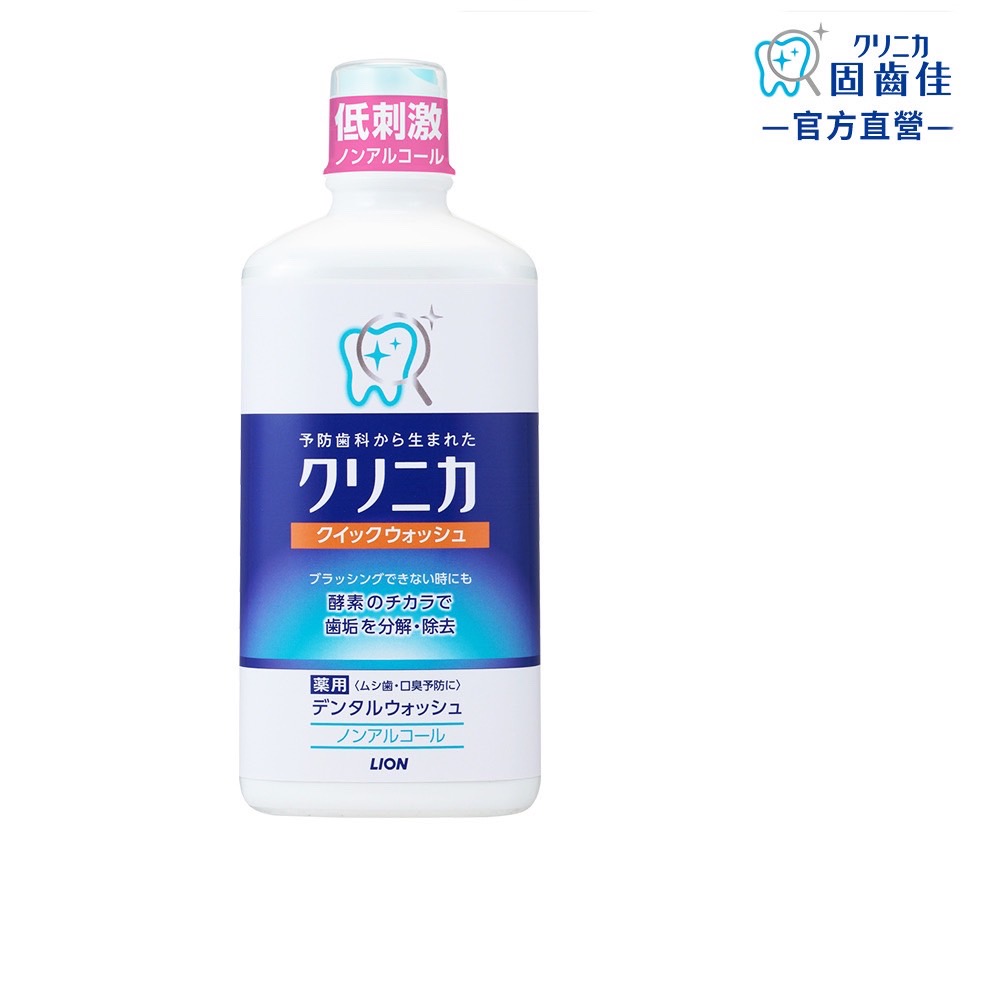 クリニカ
固齒佳
官方直營
低刺激
ノンアルコール
予防歯科から生まれた
クリニカ
クイックウォッシュ
ブラッシングできない時にも
酵素のチカラで
歯垢を分解・除去
薬用〈ムシ歯・口臭予防に〉
デンタルウォッシュ
ノンアルコール
LION